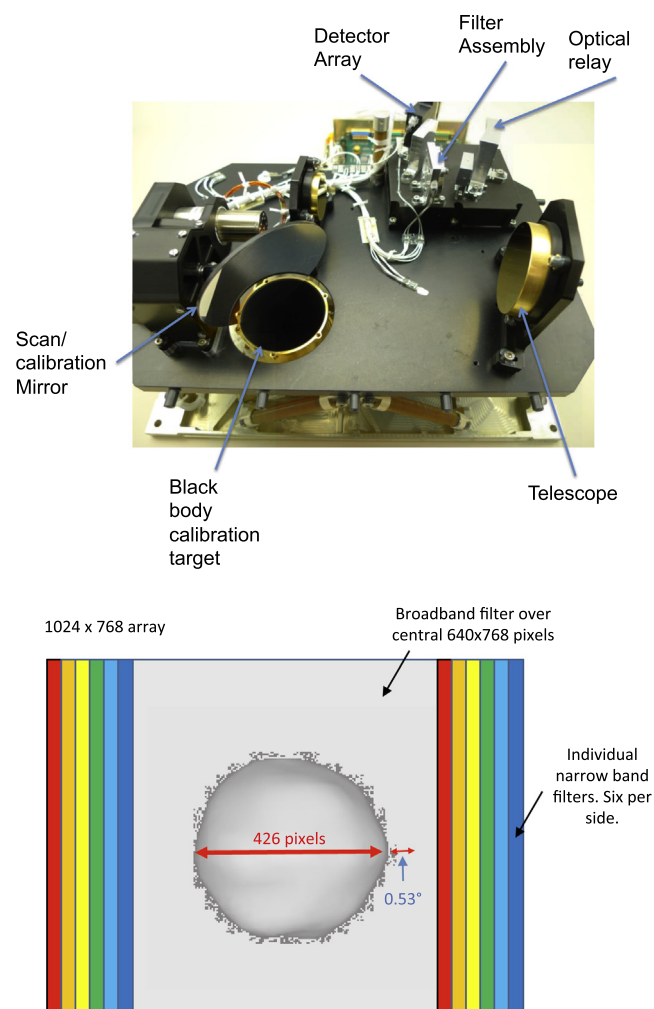 Detector
Array
Filter
Assembly
Optical
relay
Scan/
calibration
Mirror
Black
body
calibration
target
Telescope
1024 x 768 array
Broadband filter over
central 640x768 pixels
Individual
narrow band
filters. Six per
side.
426 pixels
0.53°